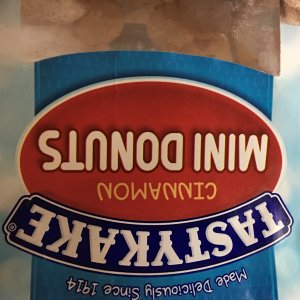 Made Deliciously Since 1914
TASTYKAKE®
CINNAMON
MINI DONUTS